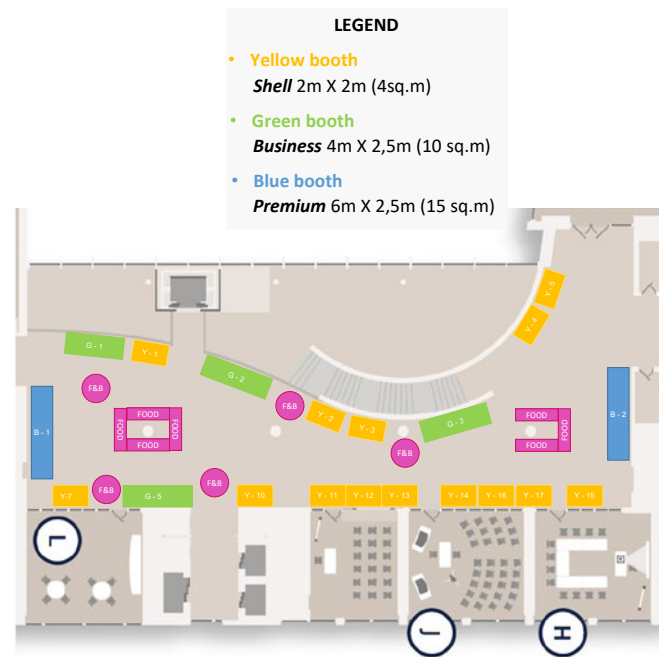 LEGEND
• Yellow booth
Shell 2m X 2m (4sq.m)
• Green booth
Business 4m X 2,5m (10 sq.m)
• Blue booth
Premium 6m X 2,5m (15 sq.m)
Y - 5
Y - 4
G - 1
Y - 1
G - 2
F&B
B - 1
F&B
Y - 2
Y - 3
G - 3
B - 2
FOOD
FOOD
FOOD
FOOD
F&B
FOOD
FOOD
FOOD
Y-7
F&B
G - 5
F&B
Y - 10
Y - 11
Y - 12
Y - 13
Y - 14
Y - 16
Y - 17
Y - 15
L
J
H